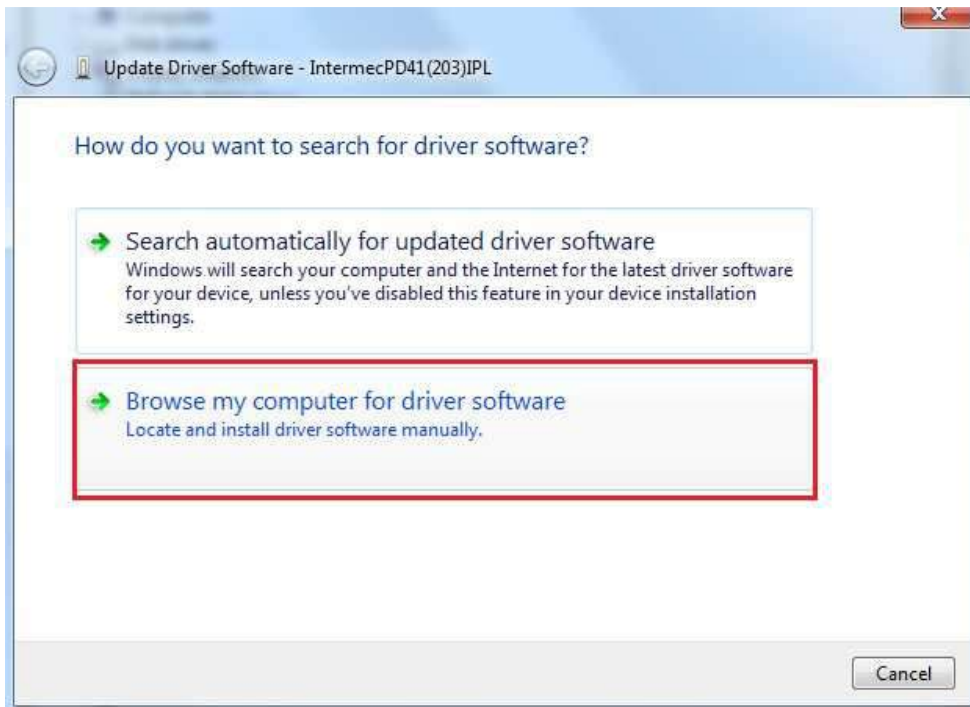 Update Driver Software - IntermecPD41(203)IPL
How do you want to search for driver software?
Search automatically for updated driver software
Windows will search your computer and the Internet for the latest driver software
for your device, unless you've disabled this feature in your device installation
settings.
Browse my computer for driver software
Locate and install driver software manually.
Cancel